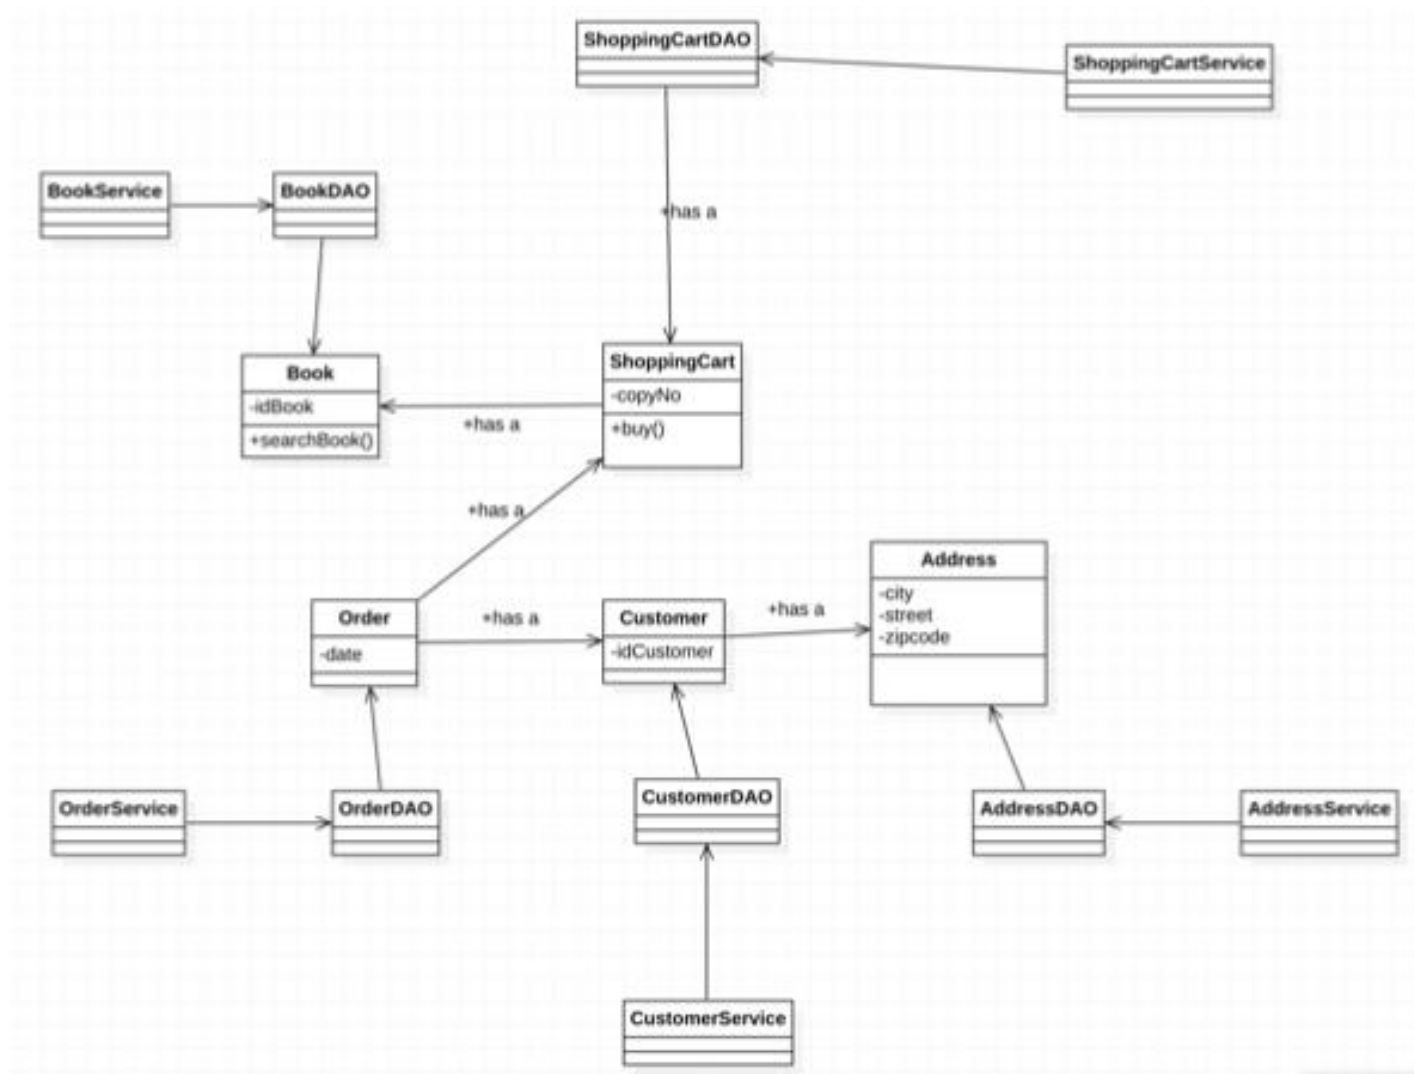 ShoppingCartDAO
ShoppingCartService
BookService
BookDAO
+has a
Book
-idBook
+searchBook()
ShoppingCart
-copyNo
+buy()
+has a
+has a
Address
-city
-street
-zipcode
Order
-date
+has a
Customer
-idCustomer
+has a
OrderService
OrderDAO
CustomerDAO
AddressDAO
AddressService
CustomerService